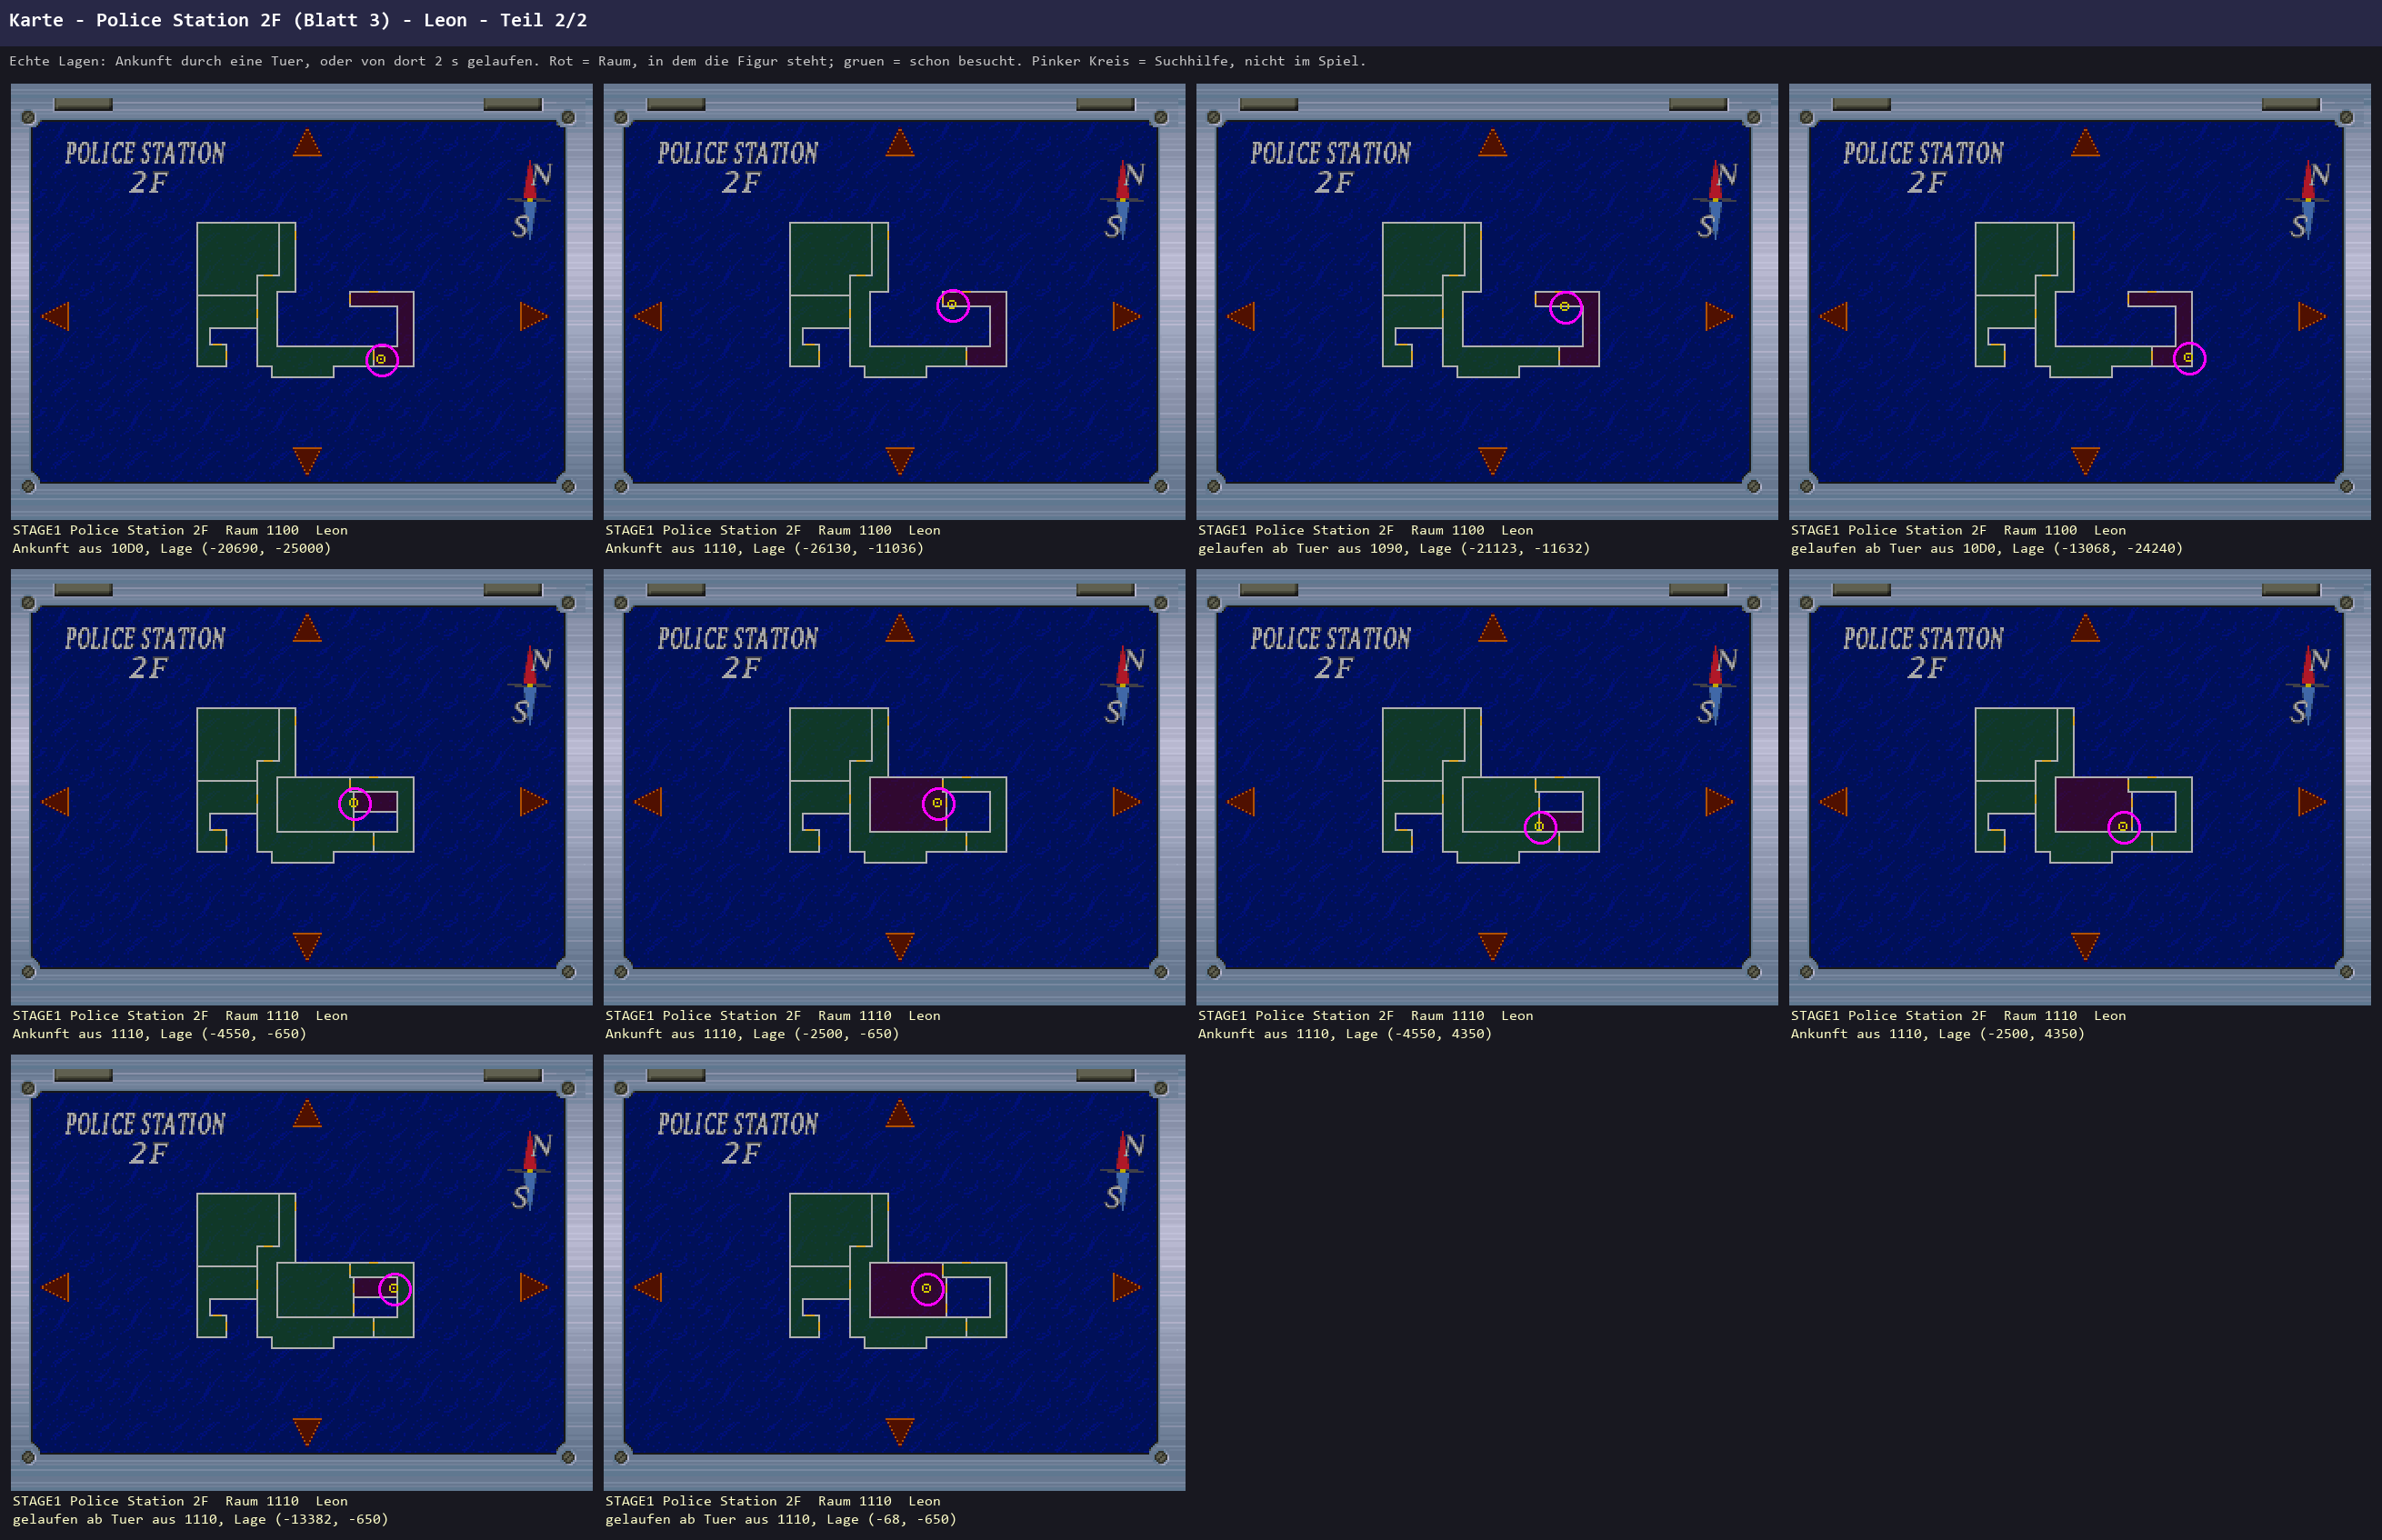 Karte - Police Station 2F (Blatt 3) - Leon - Teil 2/2
Echte Lagen: Ankunft durch eine Tuer, oder von dort 2 s gelaufen. Rot = Raum, in dem die Figur steht; gruen = schon besucht. Pinker Kreis = Suchhilfe, nicht im Spiel.
POLICE STATION
2F
N
S
POLICE STATION
2F
N
S
POLICE STATION
2F
N
S
POLICE STATION
2F
N
S
STAGE1 Police Station 2F  Raum 1100  Leon
Ankunft aus 10D0, Lage (-20690, -25000)
STAGE1 Police Station 2F  Raum 1100  Leon
Ankunft aus 1110, Lage (-26130, -11036)
STAGE1 Police Station 2F  Raum 1100  Leon
gelaufen ab Tuer aus 1090, Lage (-21123, -11632)
STAGE1 Police Station 2F  Raum 1100  Leon
gelaufen ab Tuer aus 10D0, Lage (-13068, -24240)
POLICE STATION
2F
N
S
POLICE STATION
2F
N
S
POLICE STATION
2F
N
S
POLICE STATION
2F
N
S
STAGE1 Police Station 2F  Raum 1110  Leon
Ankunft aus 1110, Lage (-4550, -650)
STAGE1 Police Station 2F  Raum 1110  Leon
Ankunft aus 1110, Lage (-2500, -650)
STAGE1 Police Station 2F  Raum 1110  Leon
Ankunft aus 1110, Lage (-4550, 4350)
STAGE1 Police Station 2F  Raum 1110  Leon
Ankunft aus 1110, Lage (-2500, 4350)
POLICE STATION
2F
N
S
POLICE STATION
2F
N
S
STAGE1 Police Station 2F  Raum 1110  Leon
gelaufen ab Tuer aus 1110, Lage (-13382, -650)
STAGE1 Police Station 2F  Raum 1110  Leon
gelaufen ab Tuer aus 1110, Lage (-68, -650)